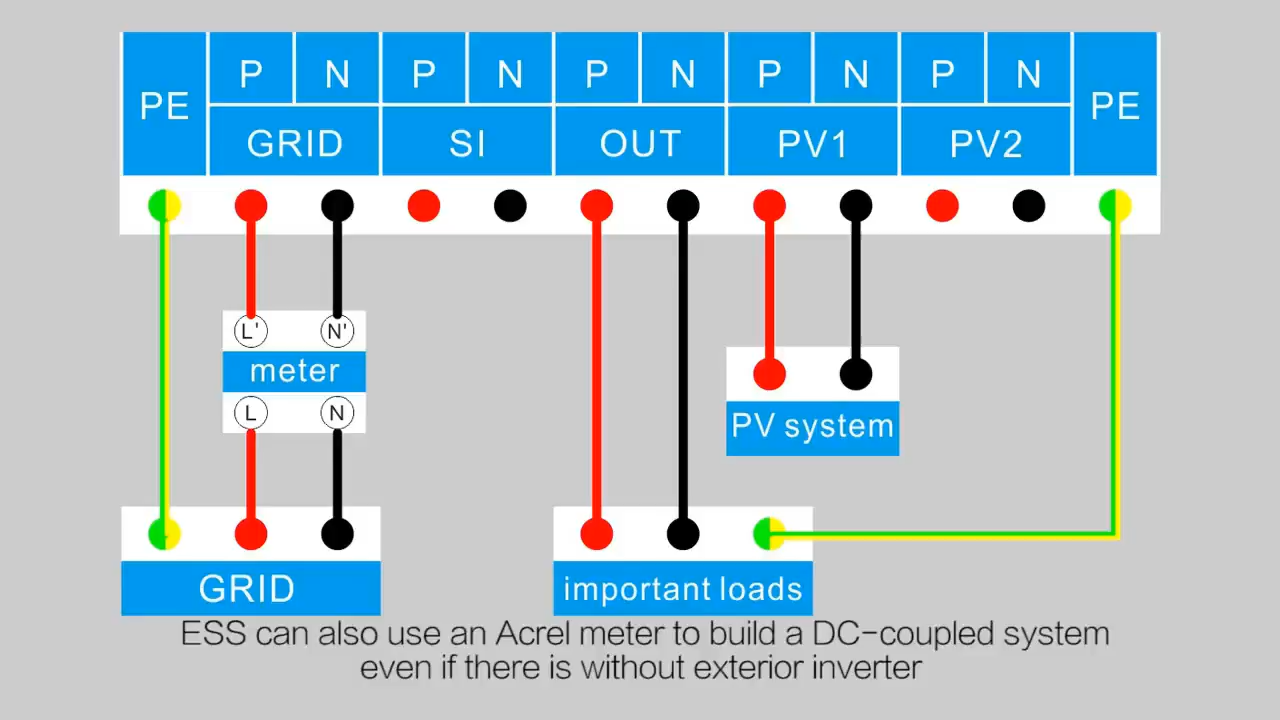 PE P N P N P N P N P N PE
GRID SI OUT PV1 PV2
L' N'
meter
L N
PV system
GRID important loads
ESS can also use an Acrel meter to build a DC-coupled system
even if there is without exterior inverter